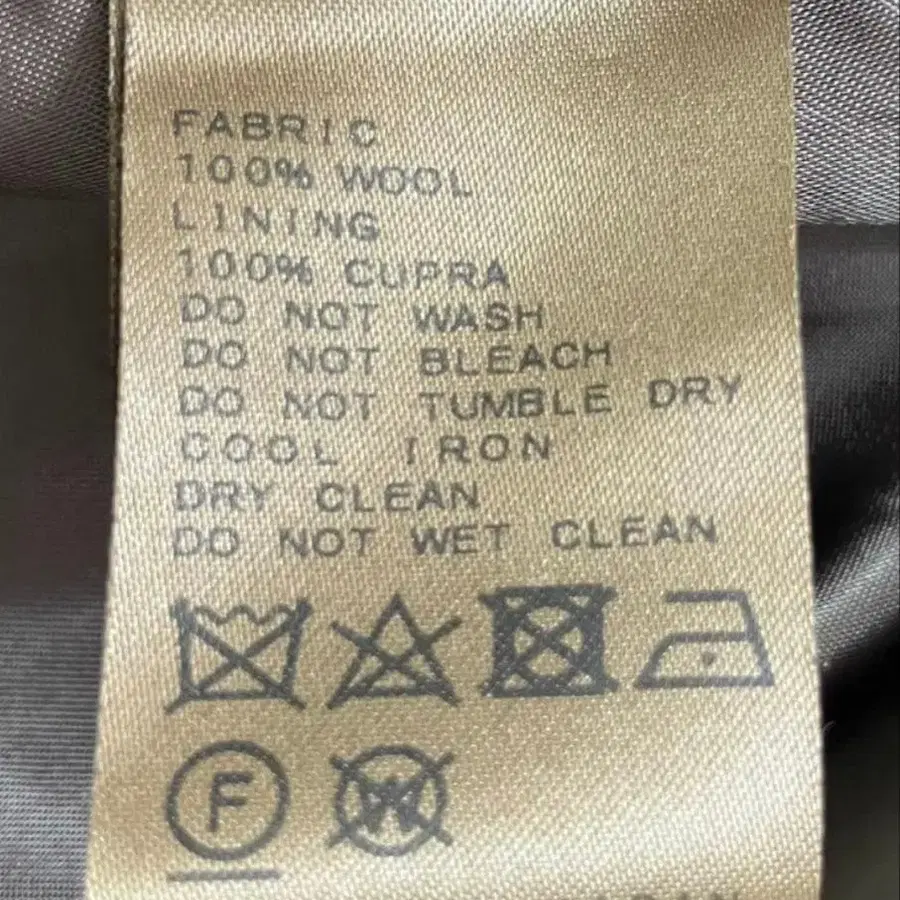 FABRIC
100% WOOL
LINING
100% CUPRA
DO NOT WASH
DO NOT BLEACH
DO NOT TUMBLE DRY
COOL IRON
DRY CLEAN
DO NOT WET CLEAN
F W